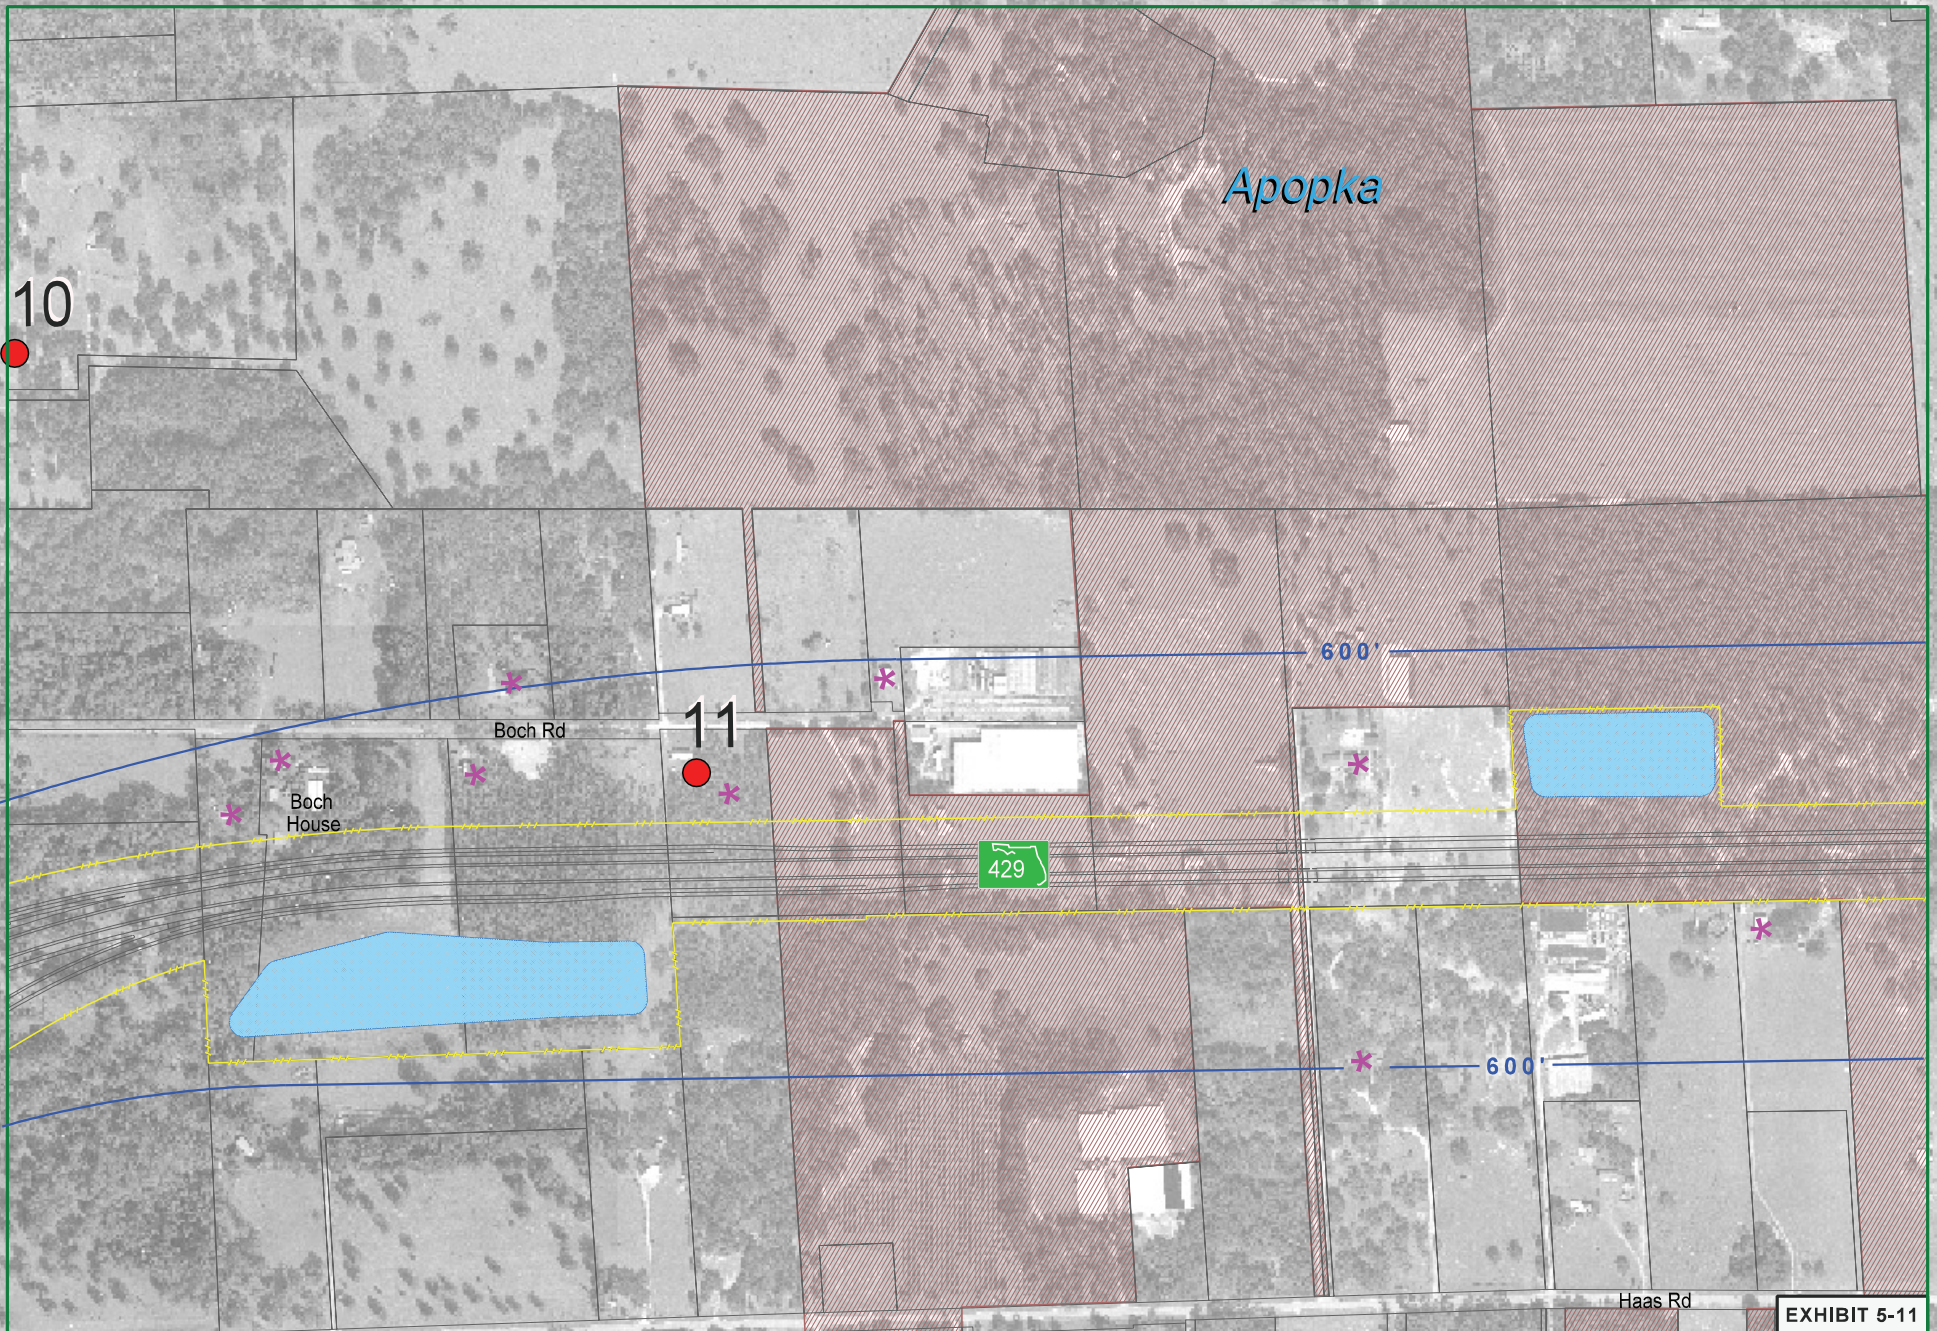 Apopka
10
600'
11
Boch Rd
Boch
House
429
600'
Haas Rd
EXHIBIT 5-11